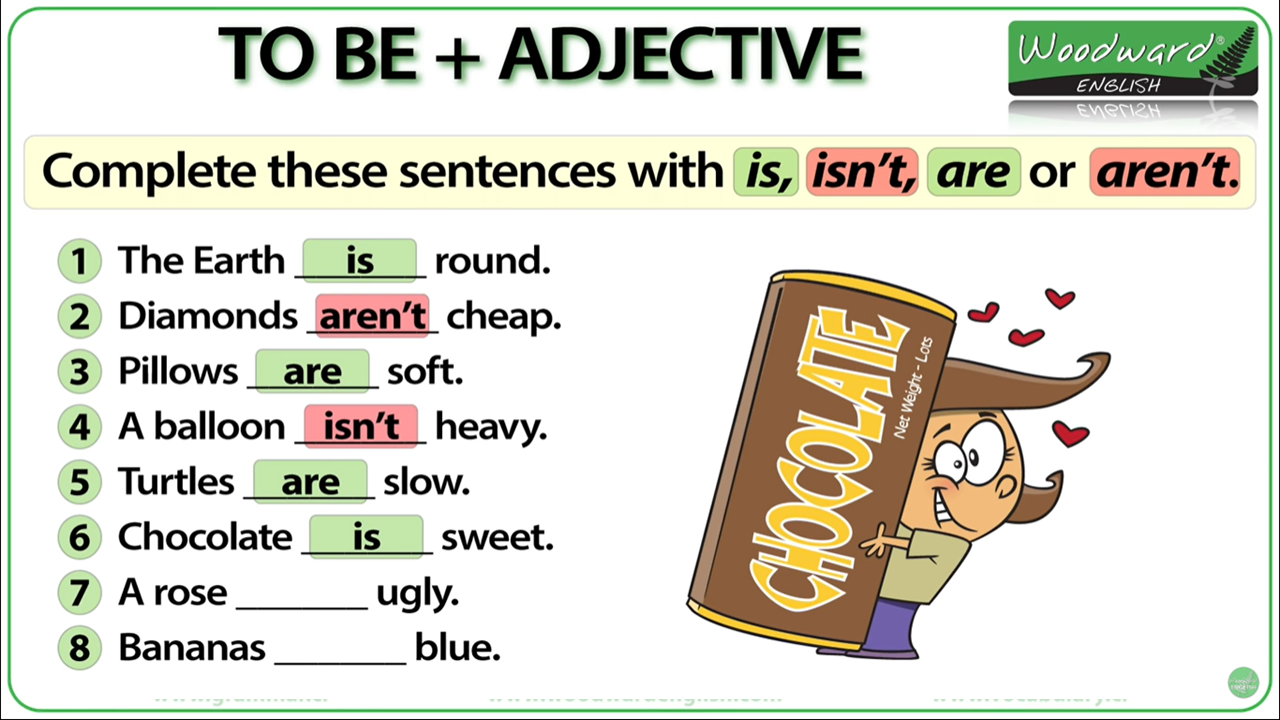 TO BE + ADJECTIVE
Woodward®
ENGLISH
Complete these sentences with is, isn't, are or aren't.
1 The Earth is round.
2 Diamonds aren't cheap.
3 Pillows are soft.
4 A balloon isn't heavy.
5 Turtles are slow.
6 Chocolate is sweet.
7 A rose _______ ugly.
8 Bananas _______ blue.
CHOCOLATE
Net Weight - Lots